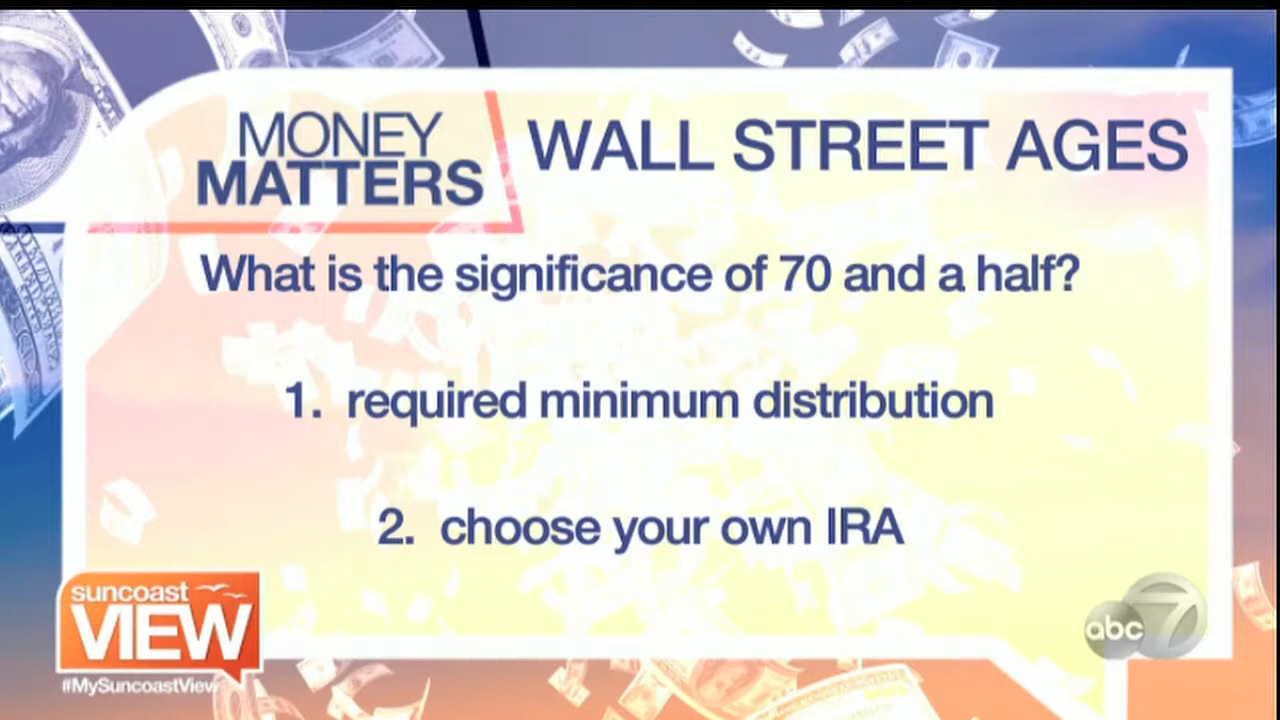 MONEY
MATTERS
WALL STREET AGES
What is the significance of 70 and a half?
1. required minimum distribution
2. choose your own IRA
suncoast
VIEW
#MySuncoastView
abc 7